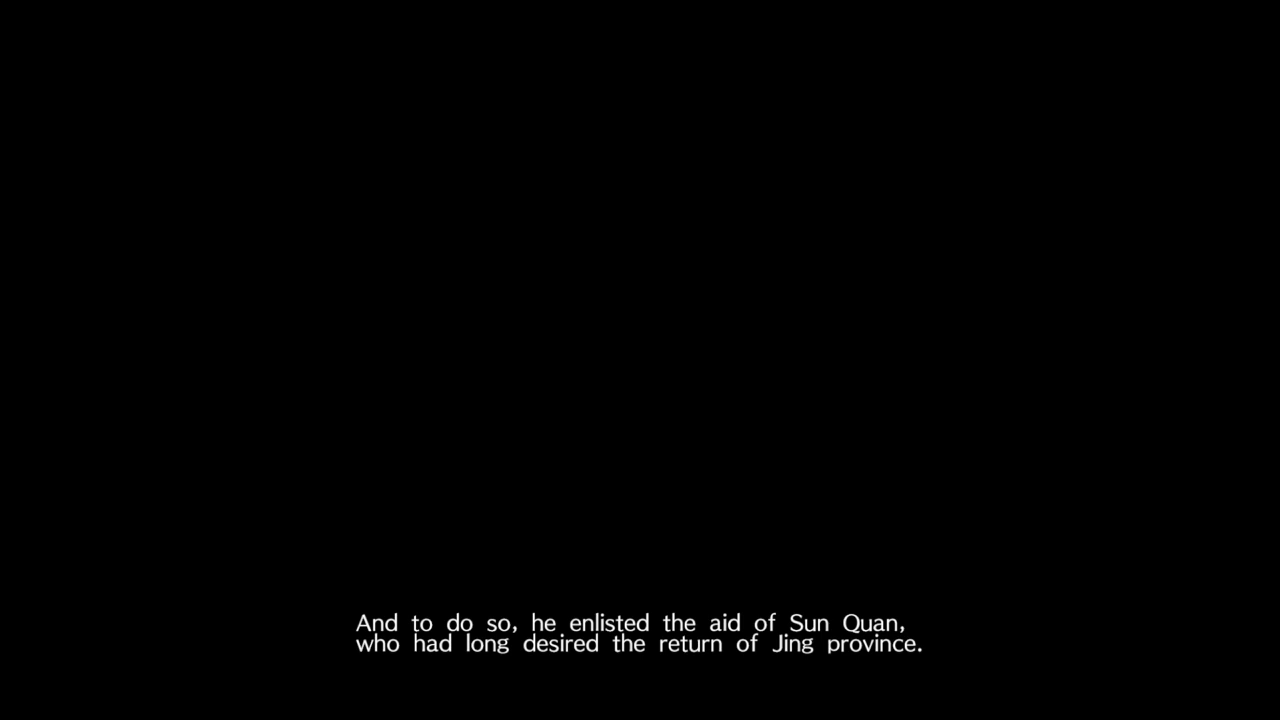 And to do so, he enlisted the aid of Sun Quan,
who had long desired the return of Jing province.